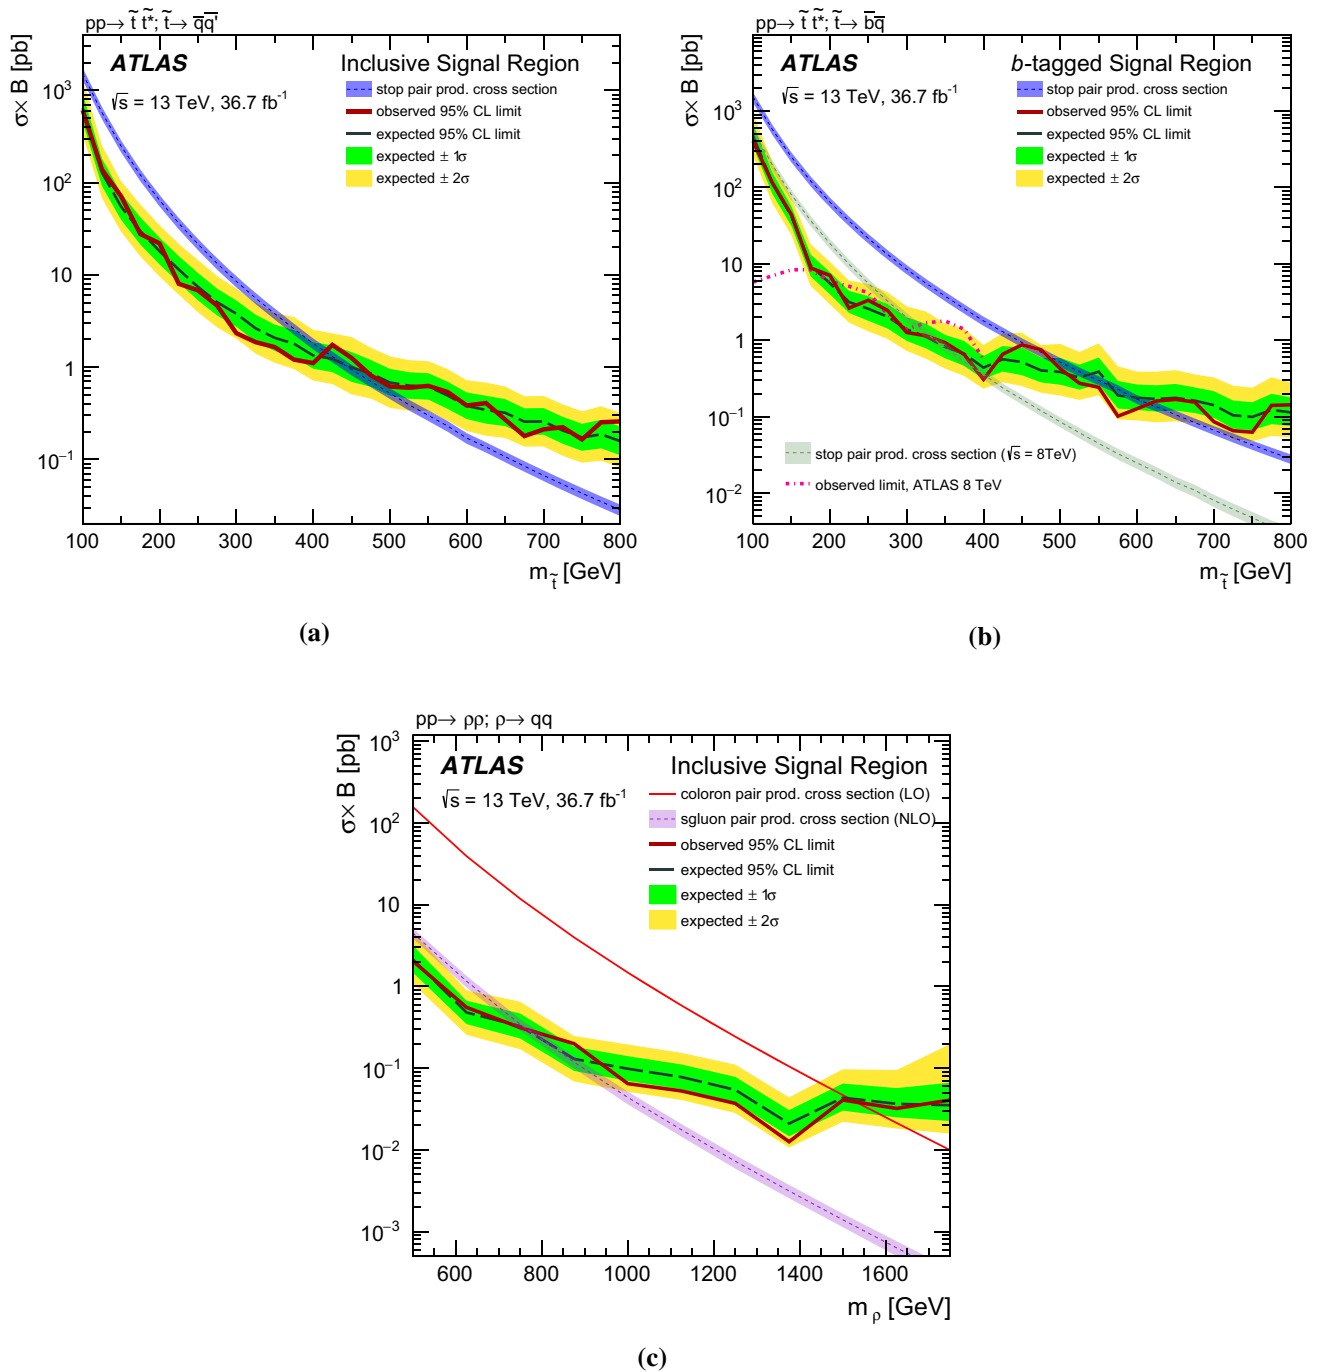 pp→ t̃ t̃*; t̃→ q̅q̅'
σ× B [pb]
ATLAS
Inclusive Signal Region
√s = 13 TeV, 36.7 fb⁻¹
stop pair prod. cross section
observed 95% CL limit
expected 95% CL limit
expected ± 1σ
expected ± 2σ
10³
10²
10
1
10⁻¹
100 200 300 400 500 600 700 800
m_t̃ [GeV]
(a)
pp→ t̃ t̃*; t̃→ b̅q̅
σ× B [pb]
ATLAS
b-tagged Signal Region
√s = 13 TeV, 36.7 fb⁻¹
stop pair prod. cross section
observed 95% CL limit
expected 95% CL limit
expected ± 1σ
expected ± 2σ
10³
10²
10
1
10⁻¹
10⁻²
stop pair prod. cross section (√s = 8TeV)
observed limit, ATLAS 8 TeV
100 200 300 400 500 600 700 800
m_t̃ [GeV]
(b)
pp→ ρρ; ρ→ qq
σ× B [pb]
ATLAS
Inclusive Signal Region
√s = 13 TeV, 36.7 fb⁻¹
coloron pair prod. cross section (LO)
sgluon pair prod. cross section (NLO)
observed 95% CL limit
expected 95% CL limit
expected ± 1σ
expected ± 2σ
10³
10²
10
1
10⁻¹
10⁻²
10⁻³
600 800 1000 1200 1400 1600
m_ρ [GeV]
(c)